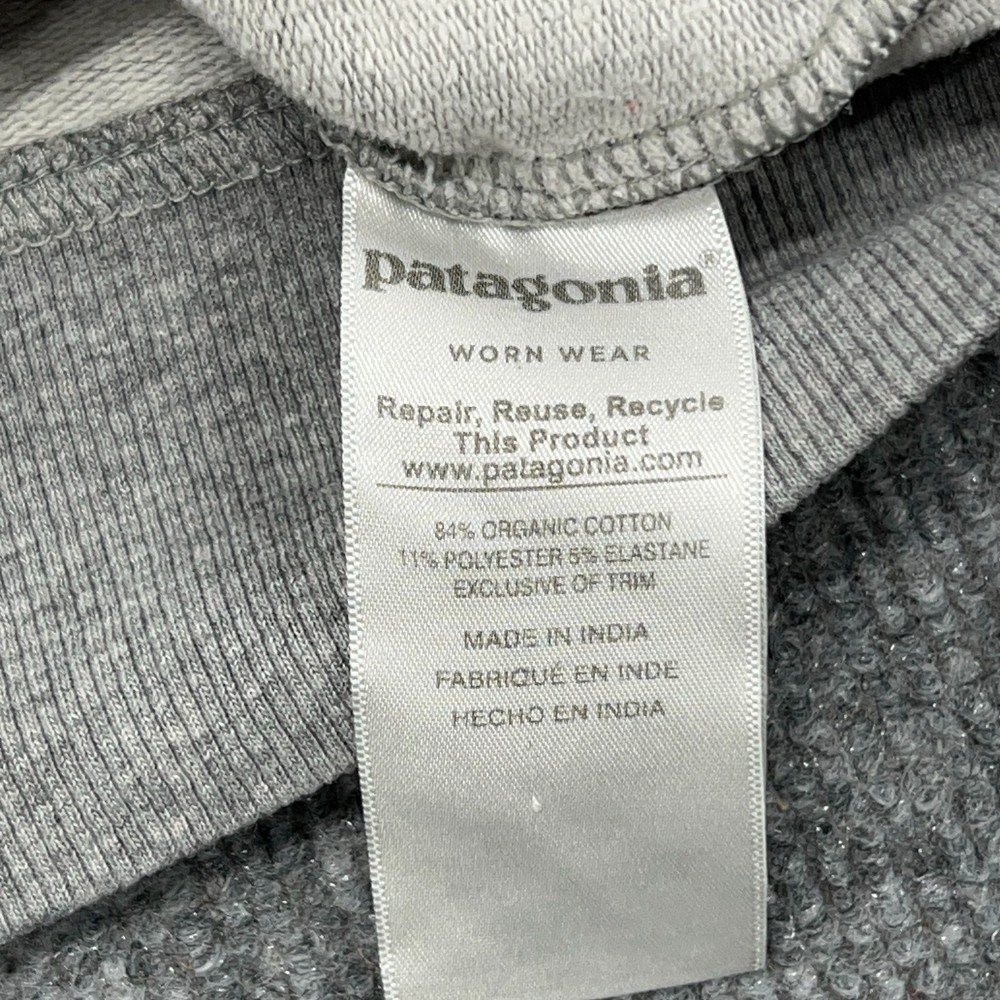 patagonia®
WORN WEAR
Repair, Reuse, Recycle
This Product
www.patagonia.com
84% ORGANIC COTTON
11% POLYESTER 5% ELASTANE
EXCLUSIVE OF TRIM
MADE IN INDIA
FABRIQUÉ EN INDE
HECHO EN INDIA